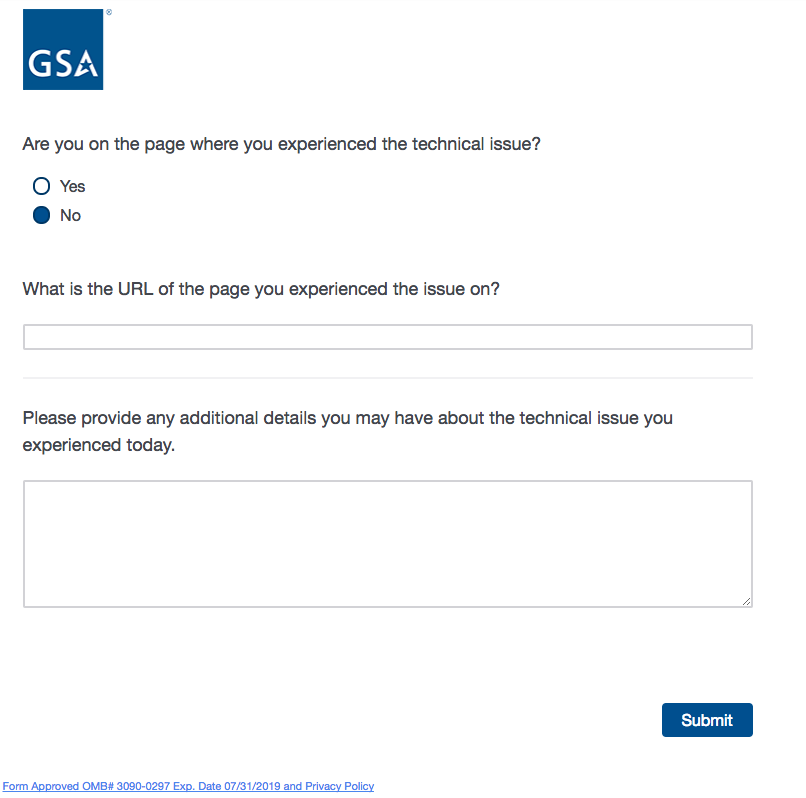 GSA
®
Are you on the page where you experienced the technical issue?
Yes
No
What is the URL of the page you experienced the issue on?
Please provide any additional details you may have about the technical issue you
experienced today.
Submit
Form Approved OMB# 3090-0297 Exp. Date 07/31/2019 and Privacy Policy